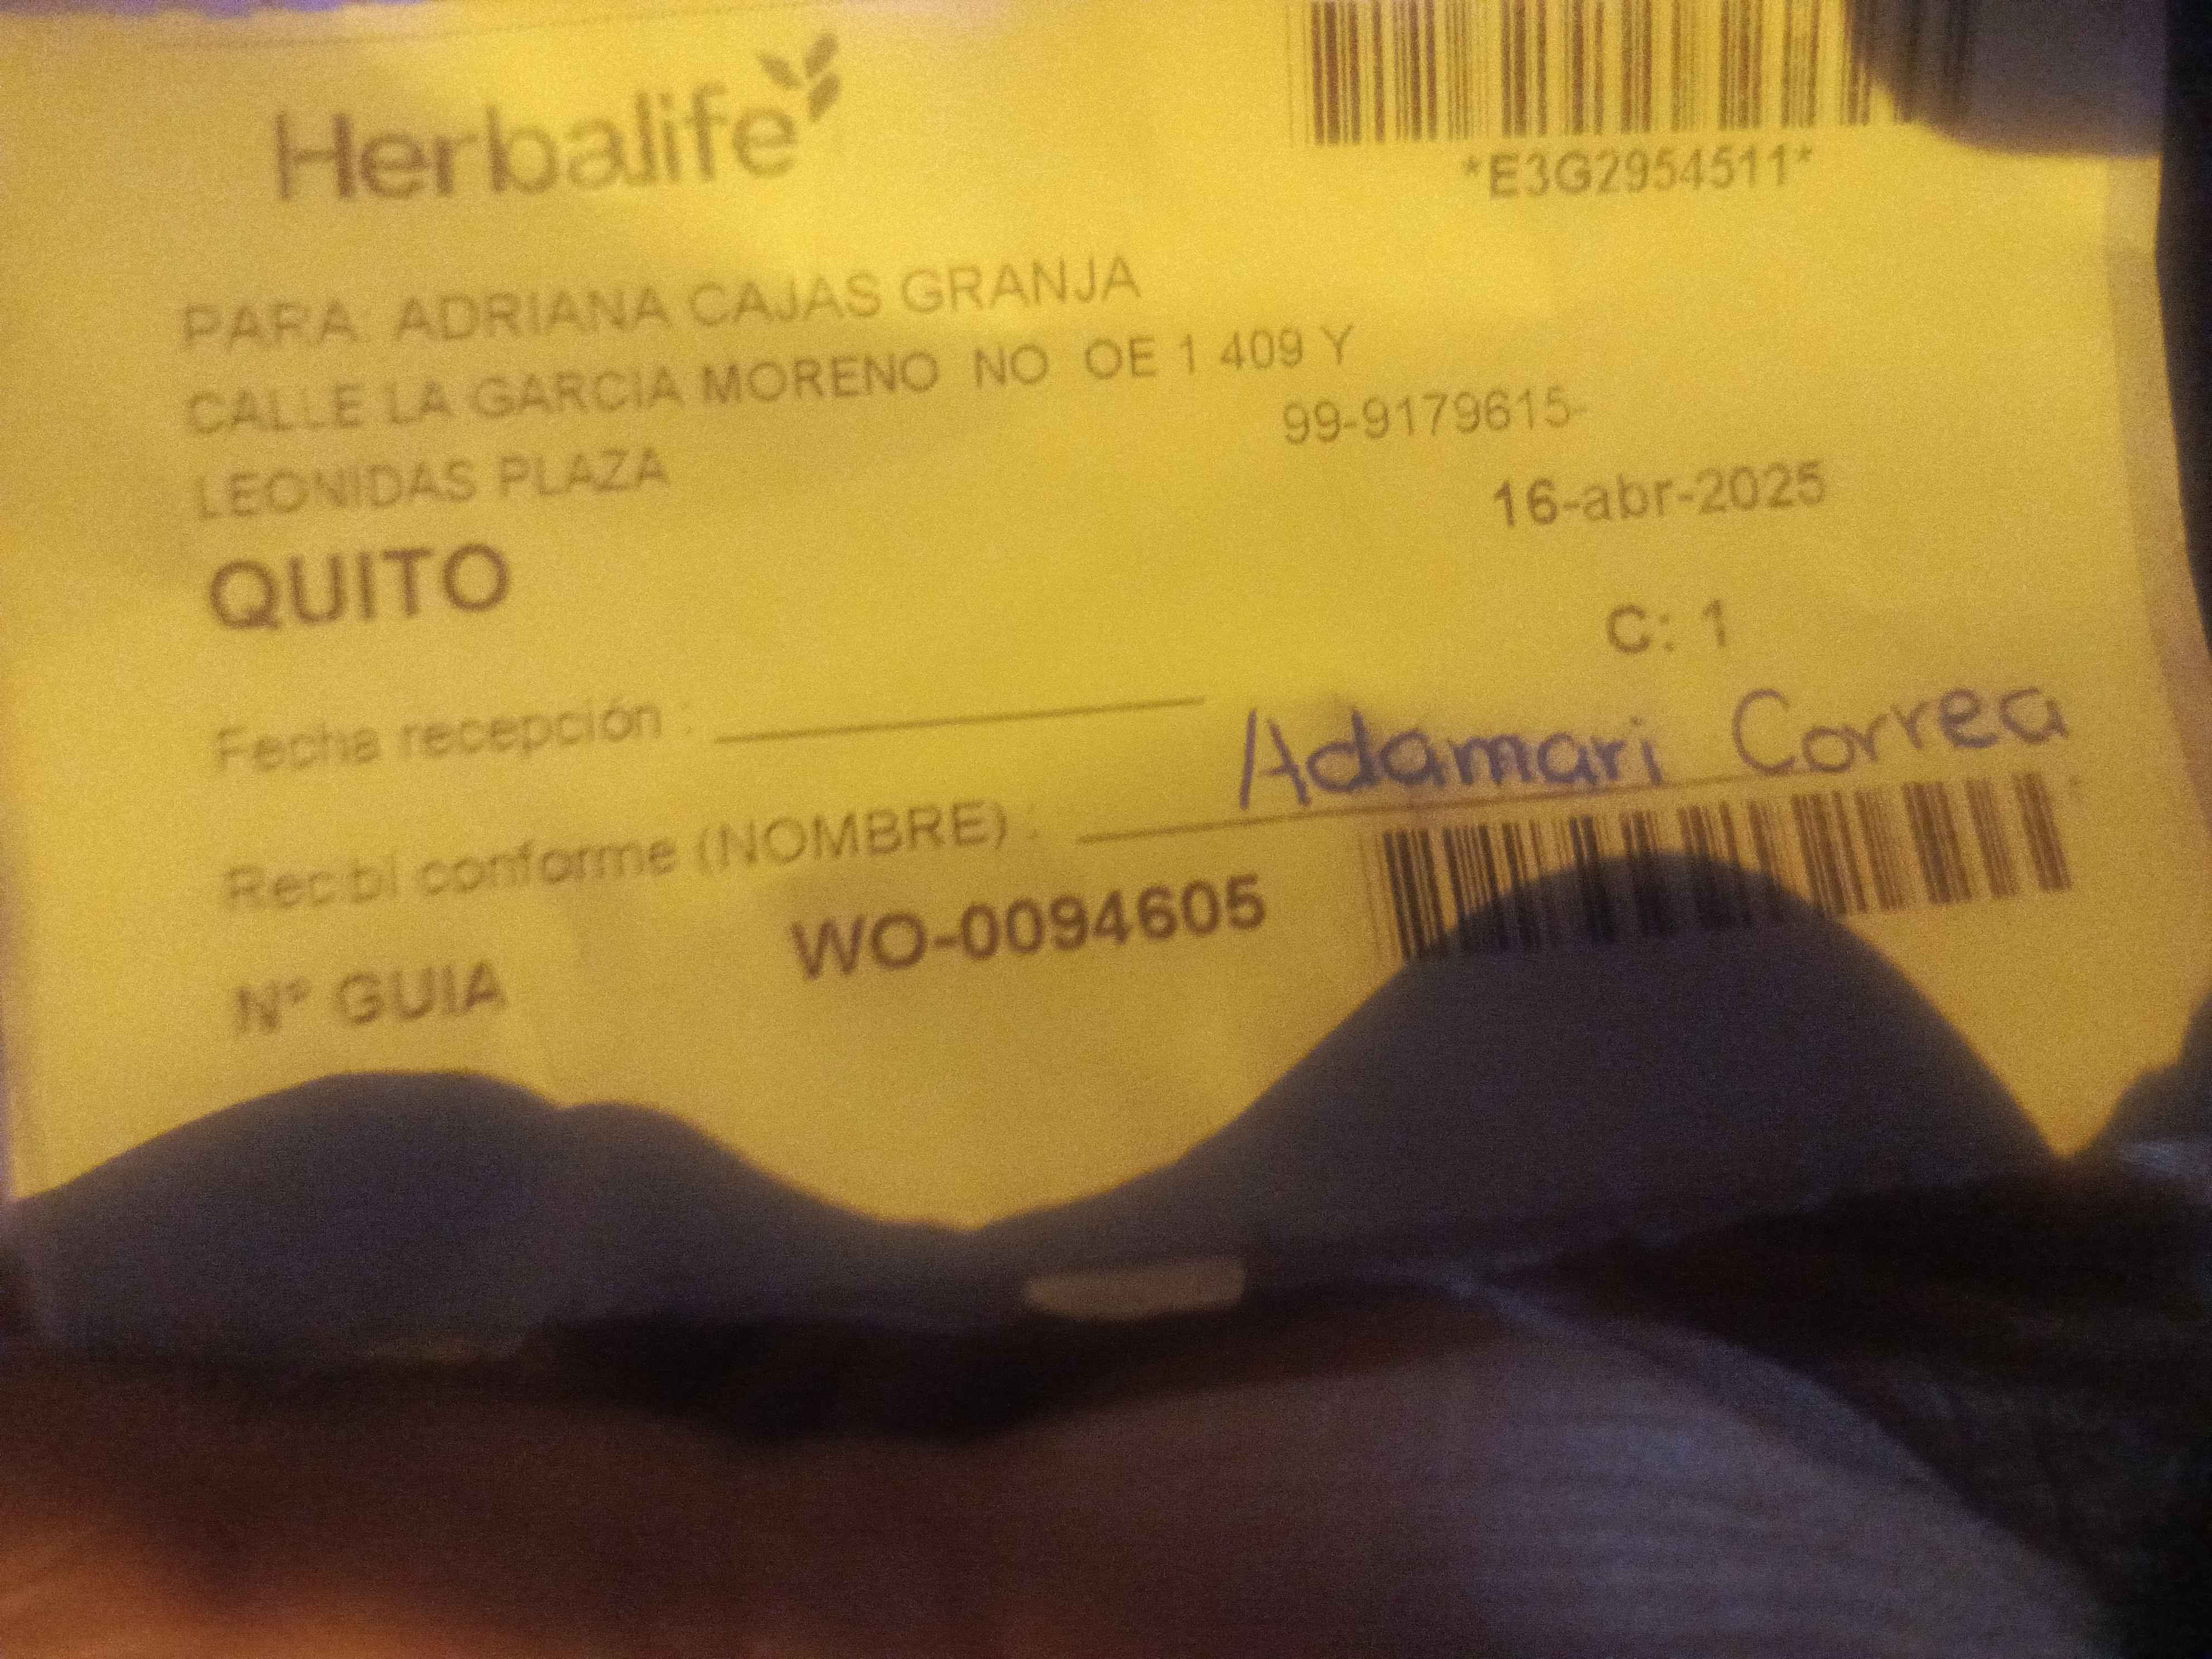 Herbalife
*E3G2954511*
PARA: ADRIANA CAJAS GRANJA
CALLE LA GARCIA MORENO NO OE 1 409 Y
99-9179615-
LEONIDAS PLAZA
16-abr-2025
QUITO
C: 1
Fecha recepción :
Adamari Correa
Recibí conforme (NOMBRE) :
Nº GUIA WO-0094605